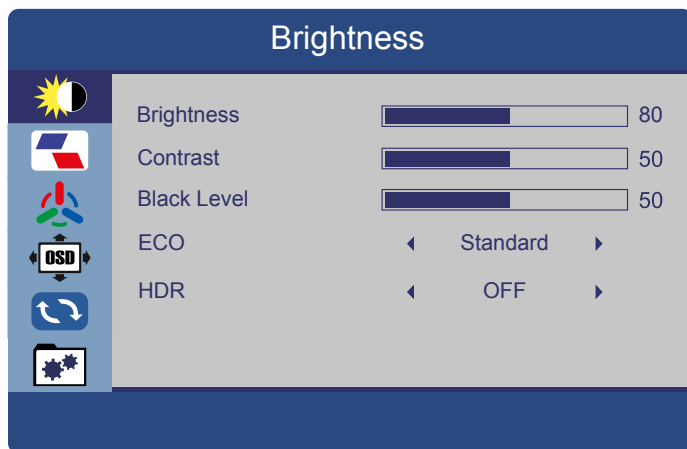 Brightness
Brightness 80
Contrast 50
Black Level 50
ECO Standard
OSD
HDR OFF